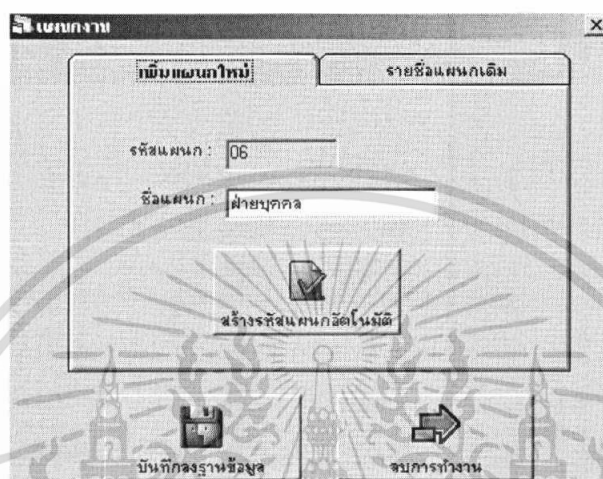 แผนกงาน
เพิ่มแผนกใหม่
รายชื่อแผนกเดิม
รหัสแผนก : 06
ชื่อแผนก : ฝ่ายบุคคล
สร้างรหัสแผนกอัตโนมัติ
บันทึกลงฐานข้อมูล
จบการทำงาน